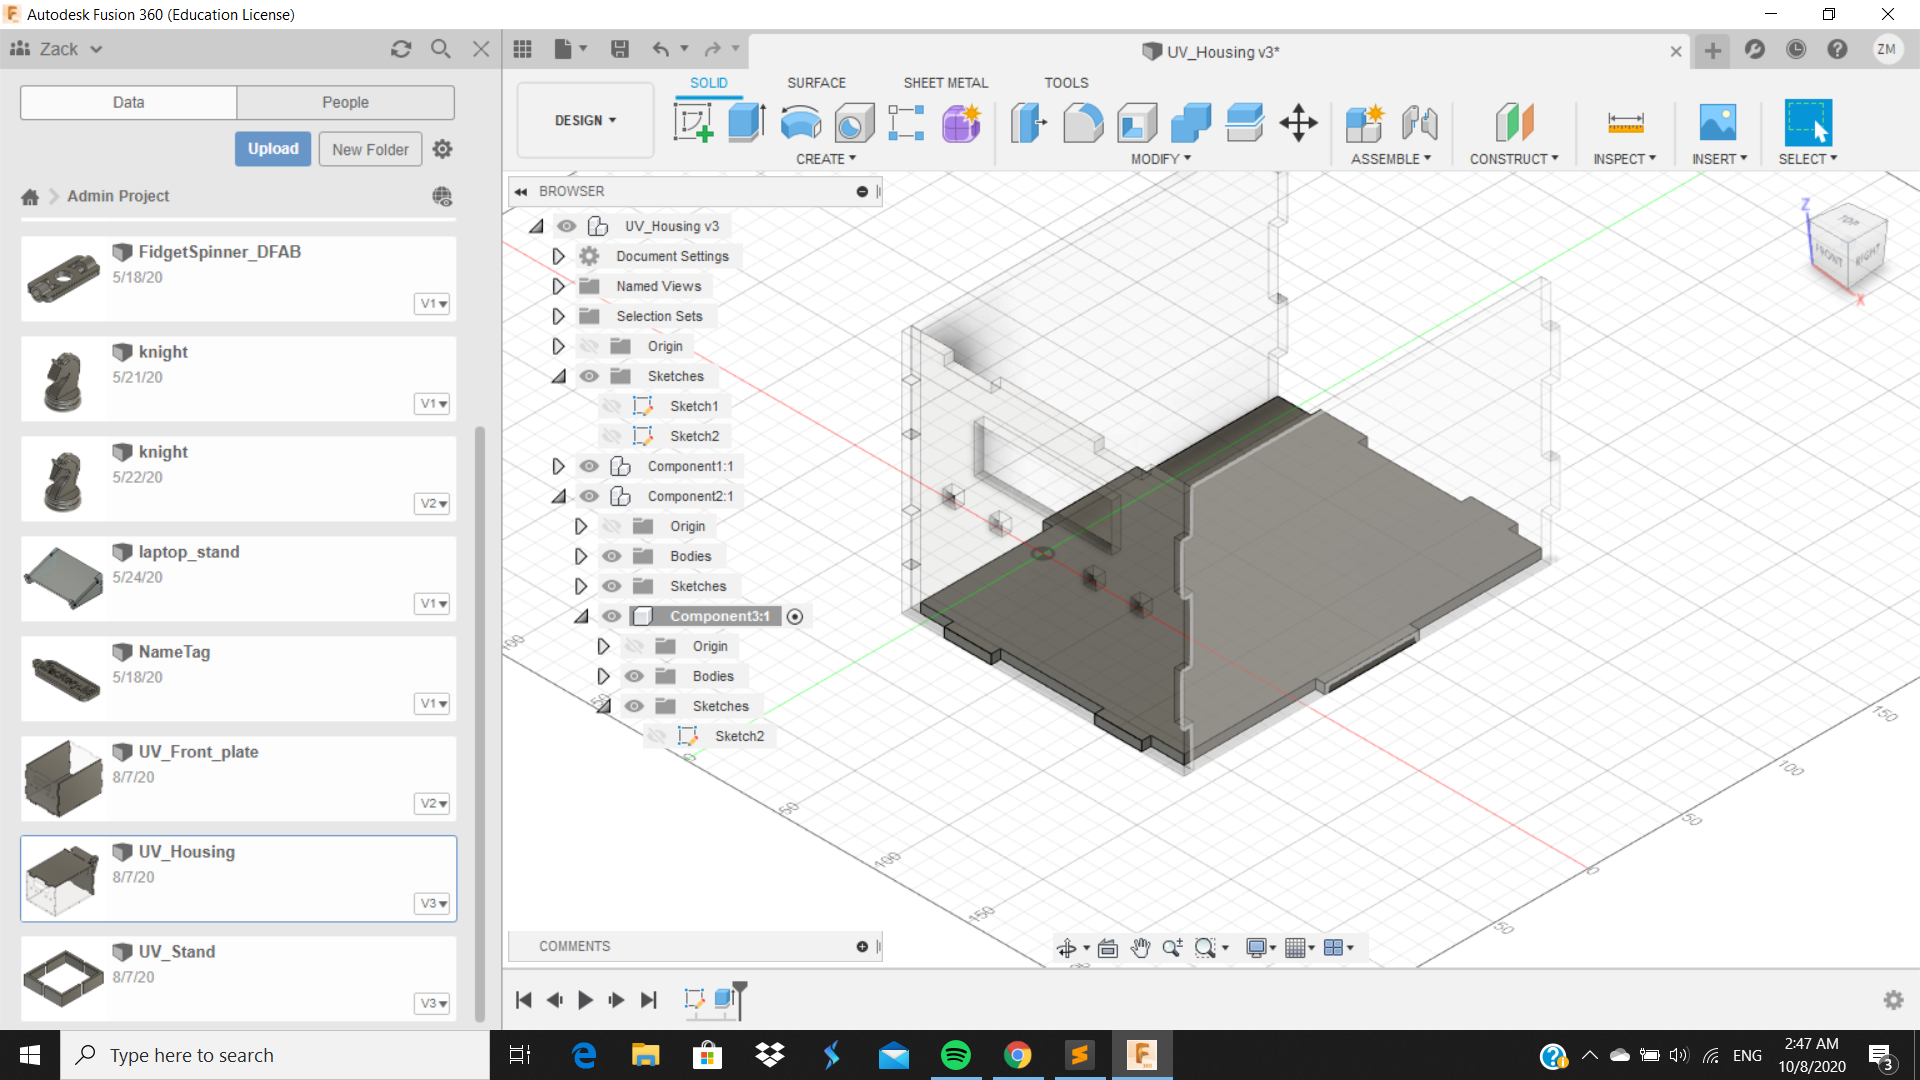 Autodesk Fusion 360 (Education License)
Zack
UV_Housing v3*
ZM
Data
People
Upload
New Folder
Admin Project
FidgetSpinner_DFAB
5/18/20
V1
knight
5/21/20
V1
knight
5/22/20
V2
laptop_stand
5/24/20
V1
NameTag
5/18/20
V1
UV_Front_plate
8/7/20
V2
UV_Housing
8/7/20
V3
UV_Stand
8/7/20
V3
SOLID
SURFACE
SHEET METAL
TOOLS
DESIGN
CREATE
MODIFY
ASSEMBLE
CONSTRUCT
INSPECT
INSERT
SELECT
BROWSER
UV_Housing v3
Document Settings
Named Views
Selection Sets
Origin
Sketches
Sketch1
Sketch2
Component1:1
Component2:1
Origin
Bodies
Sketches
Component3:1
Origin
Bodies
Sketches
Sketch2
COMMENTS
Z
TOP
FRONT
RIGHT
X
100
50
0
50
100
150
150
100
50
0
50
Type here to search
ENG
2:47 AM
10/8/2020
3